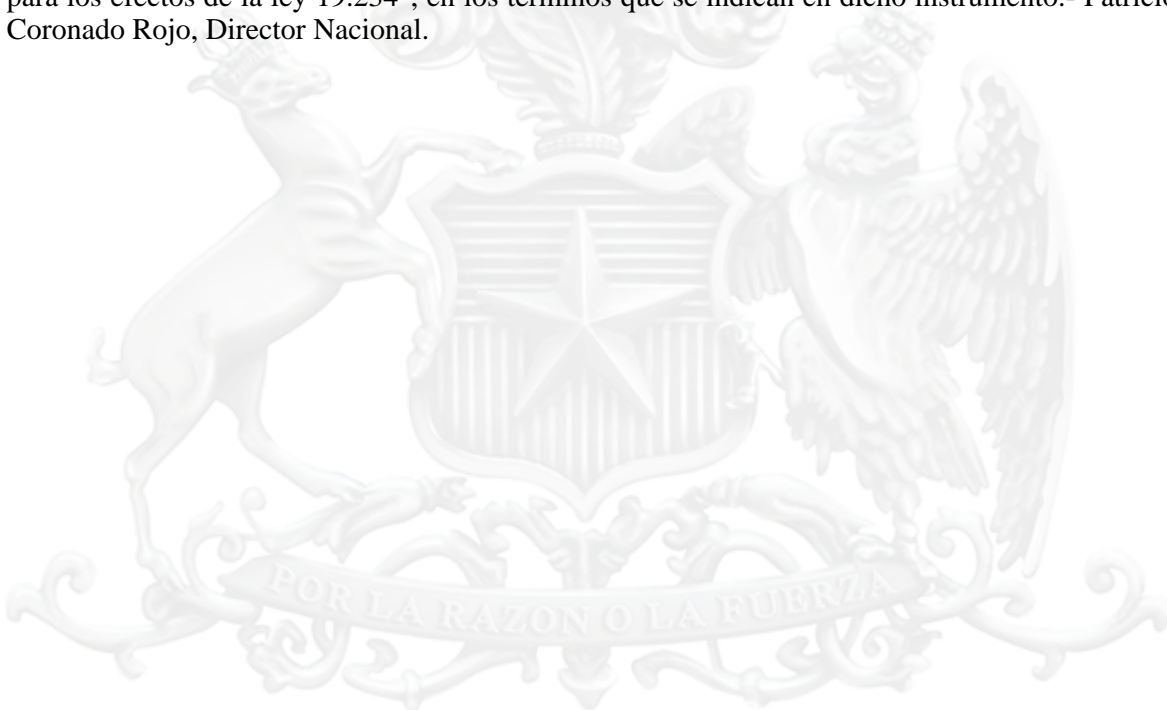 para los efectos de la ley 19.234", en los términos que se indican en dicho instrumento.- Patricio
Coronado Rojo, Director Nacional.
POR LA RAZON O LA FUERZA